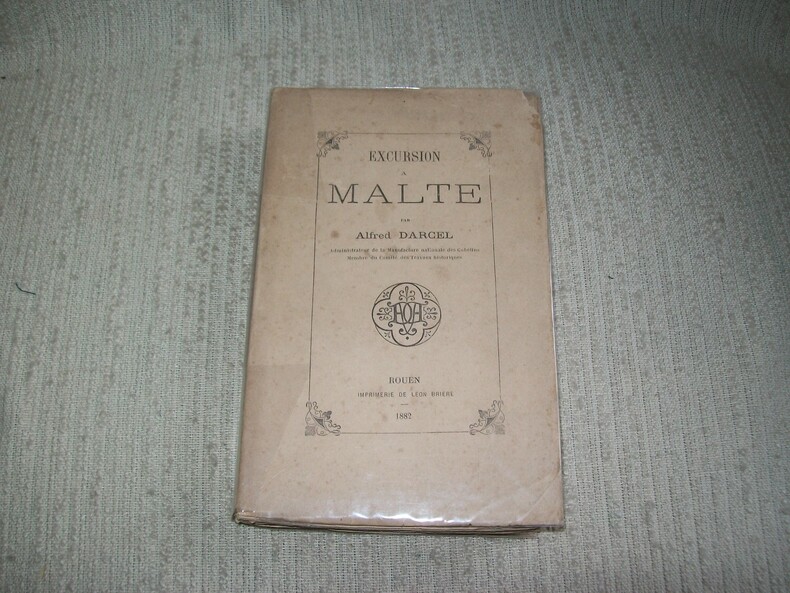 EXCURSION
A
MALTE
PAR
Alfred DARCEL
Administrateur de la Manufacture nationale des Gobelins
Membre du Comité des Travaux historiques
ROUEN
IMPRIMERIE DE LÉON BRIÈRE
1882